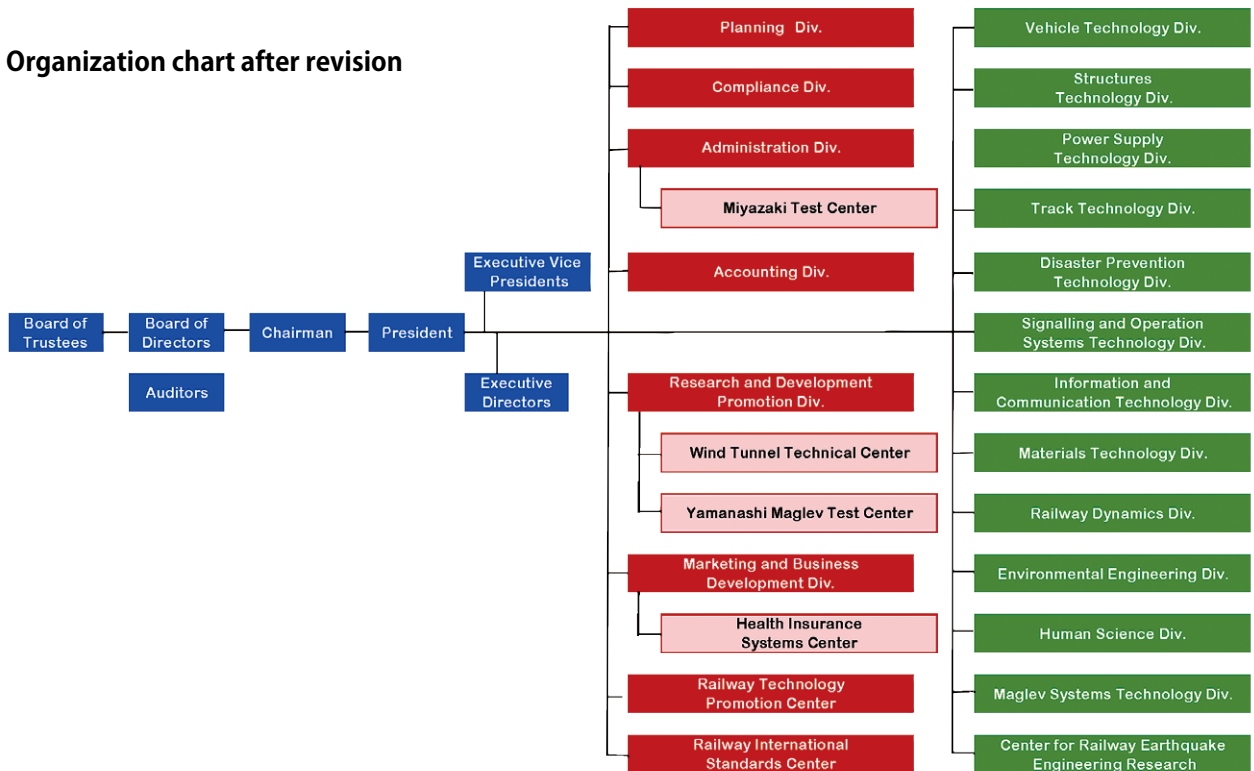 Organization chart after revision
Board of
Trustees
Board of
Directors
Auditors
Chairman
President
Executive Vice
Presidents
Executive
Directors
Planning Div.
Compliance Div.
Administration Div.
Miyazaki Test Center
Accounting Div.
Research and Development
Promotion Div.
Wind Tunnel Technical Center
Yamanashi Maglev Test Center
Marketing and Business
Development Div.
Health Insurance
Systems Center
Railway Technology
Promotion Center
Railway International
Standards Center
Vehicle Technology Div.
Structures
Technology Div.
Power Supply
Technology Div.
Track Technology Div.
Disaster Prevention
Technology Div.
Signalling and Operation
Systems Technology Div.
Information and
Communication Technology Div.
Materials Technology Div.
Railway Dynamics Div.
Environmental Engineering Div.
Human Science Div.
Maglev Systems Technology Div.
Center for Railway Earthquake
Engineering Research